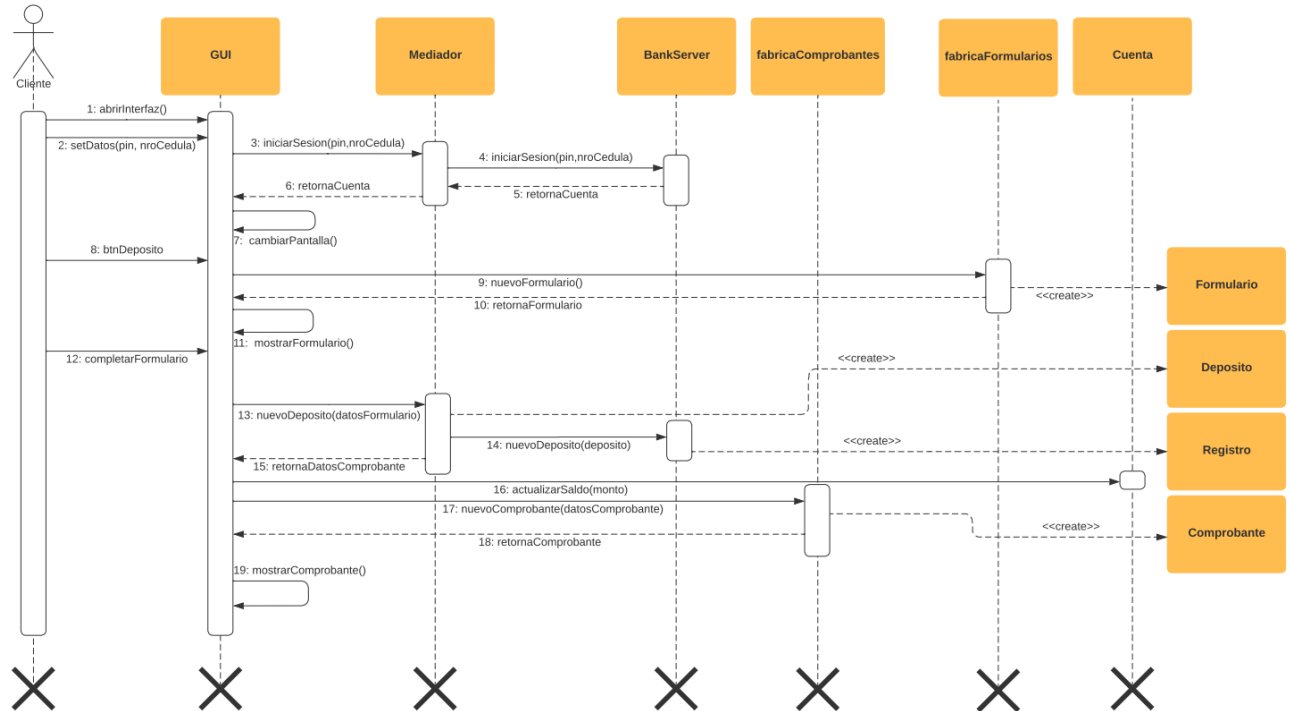 GUI
Mediador
BankServer
fabricaComprobantes
fabricaFormularios
Cuenta
Cliente
1: abrirInterfaz()
2: setDatos(pin, nroCedula)
3: iniciarSesion(pin,nroCedula)
4: iniciarSesion(pin,nroCedula)
5: retornaCuenta
6: retornaCuenta
7: cambiarPantalla()
8: btnDeposito
9: nuevoFormulario()
<<create>>
Formulario
10: retornaFormulario
11: mostrarFormulario()
12: completarFormulario
<<create>>
Deposito
13: nuevoDeposito(datosFormulario)
14: nuevoDeposito(deposito)
<<create>>
Registro
15: retornaDatosComprobante
16: actualizarSaldo(monto)
17: nuevoComprobante(datosComprobante)
<<create>>
Comprobante
18: retornaComprobante
19: mostrarComprobante()